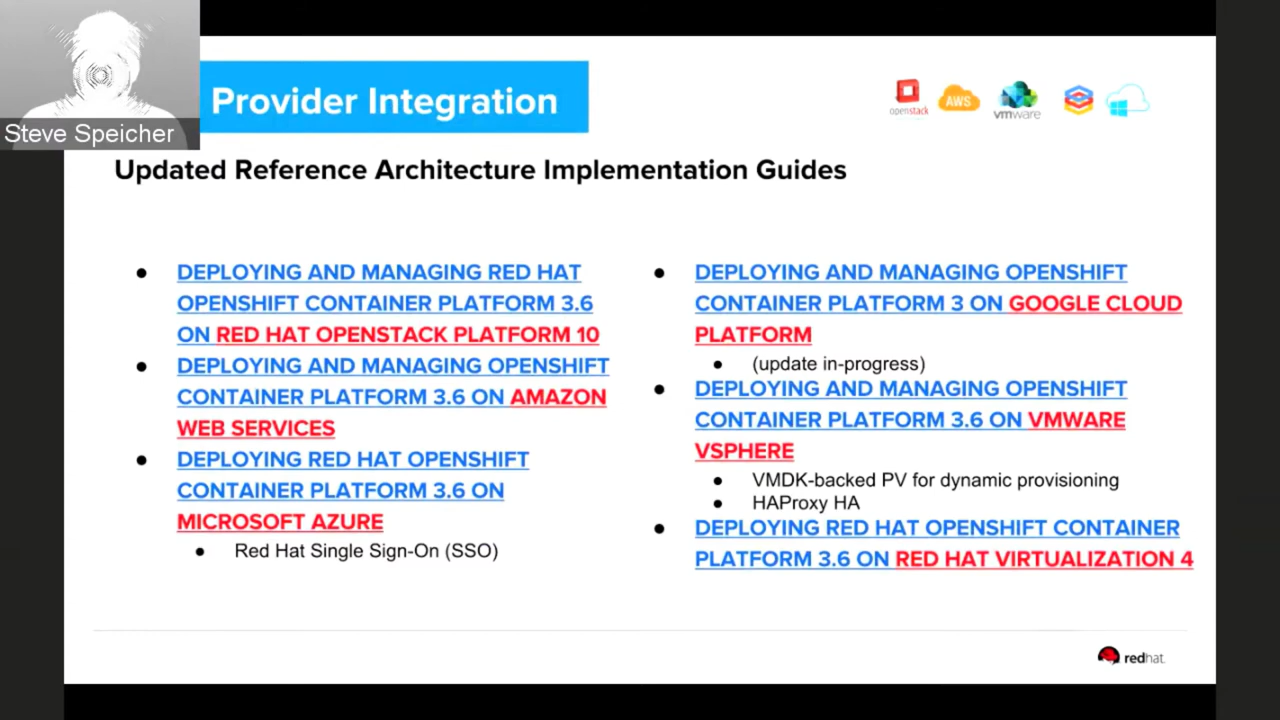 Steve Speicher
Provider Integration
openstack
AWS
vmware
Updated Reference Architecture Implementation Guides
● DEPLOYING AND MANAGING RED HAT
OPENSHIFT CONTAINER PLATFORM 3.6
ON RED HAT OPENSTACK PLATFORM 10
● DEPLOYING AND MANAGING OPENSHIFT
CONTAINER PLATFORM 3.6 ON AMAZON
WEB SERVICES
● DEPLOYING RED HAT OPENSHIFT
CONTAINER PLATFORM 3.6 ON
MICROSOFT AZURE
● Red Hat Single Sign-On (SSO)
● DEPLOYING AND MANAGING OPENSHIFT
CONTAINER PLATFORM 3 ON GOOGLE CLOUD
PLATFORM
● (update in-progress)
● DEPLOYING AND MANAGING OPENSHIFT
CONTAINER PLATFORM 3.6 ON VMWARE
VSPHERE
● VMDK-backed PV for dynamic provisioning
● HAProxy HA
● DEPLOYING RED HAT OPENSHIFT CONTAINER
PLATFORM 3.6 ON RED HAT VIRTUALIZATION 4
redhat.